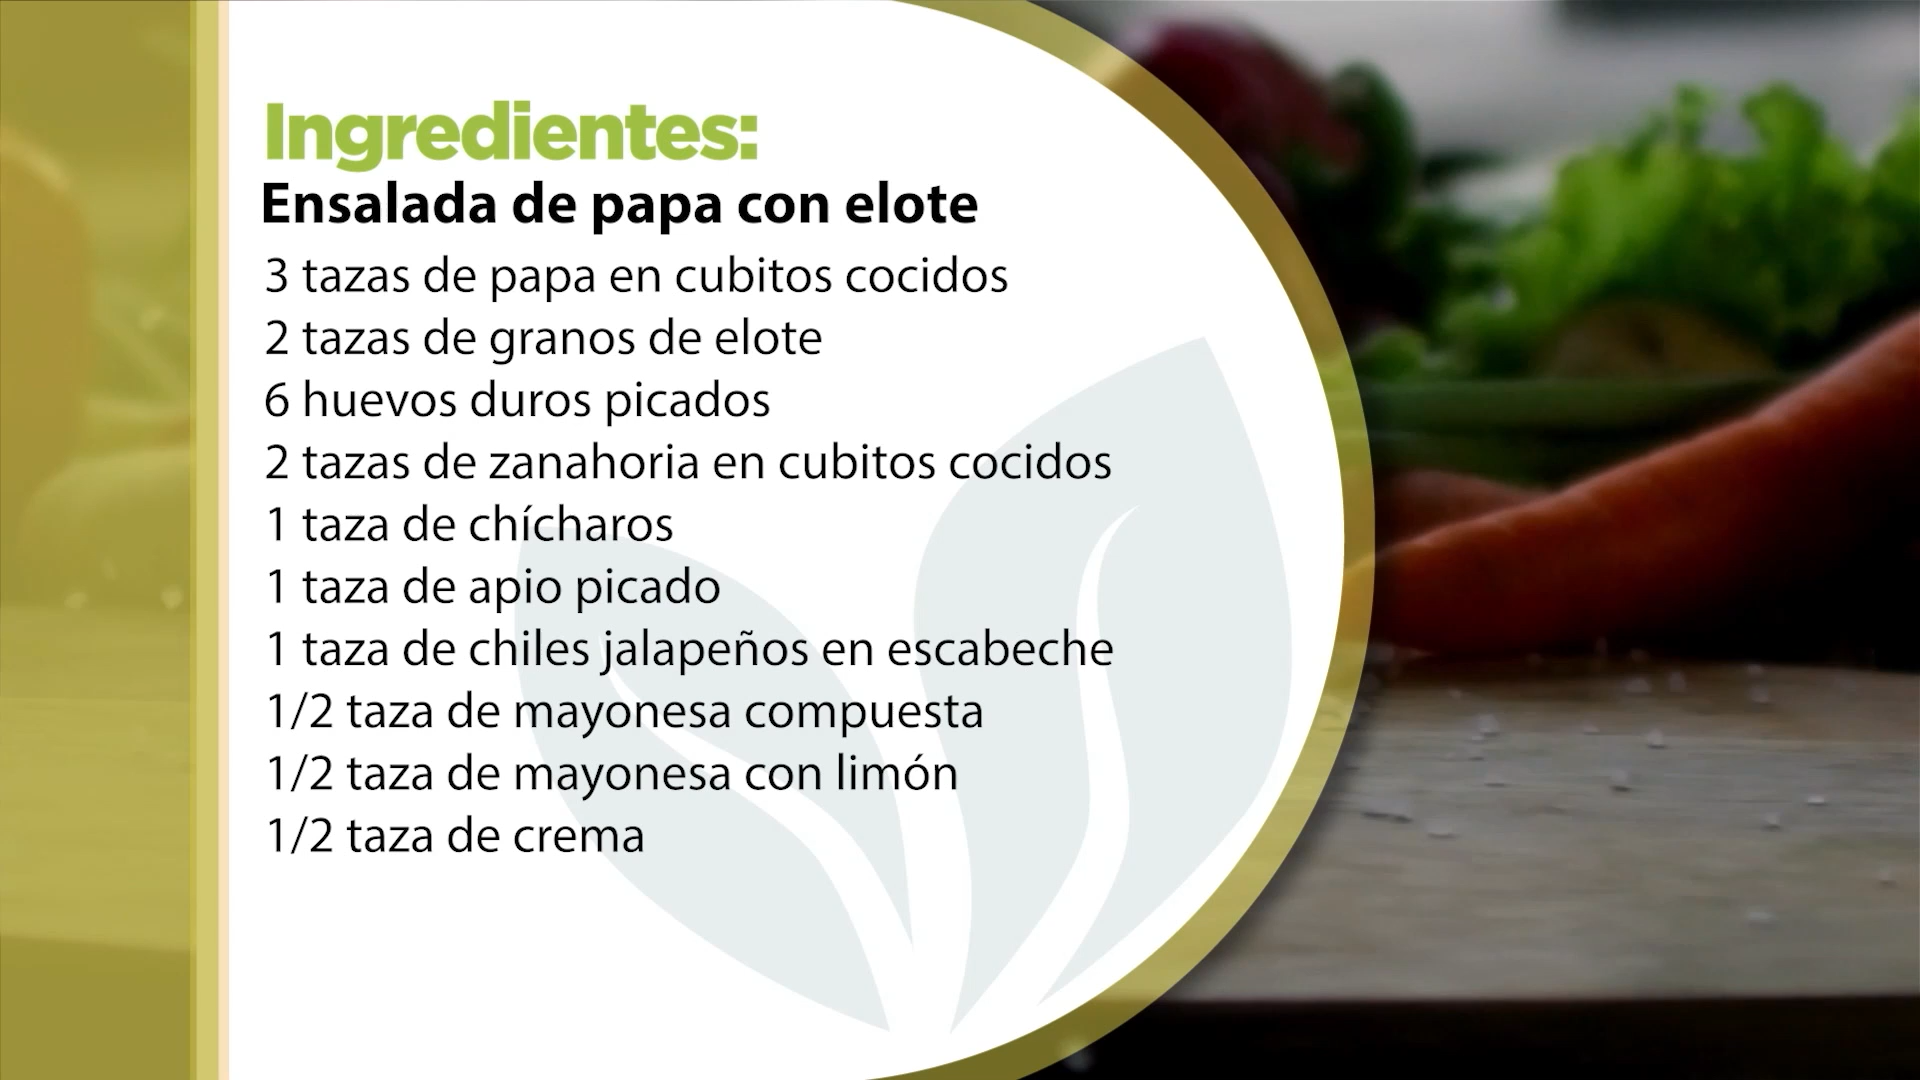 Ingredientes:
Ensalada de papa con elote
3 tazas de papa en cubitos cocidos
2 tazas de granos de elote
6 huevos duros picados
2 tazas de zanahoria en cubitos cocidos
1 taza de chícharos
1 taza de apio picado
1 taza de chiles jalapeños en escabeche
1/2 taza de mayonesa compuesta
1/2 taza de mayonesa con limón
1/2 taza de crema